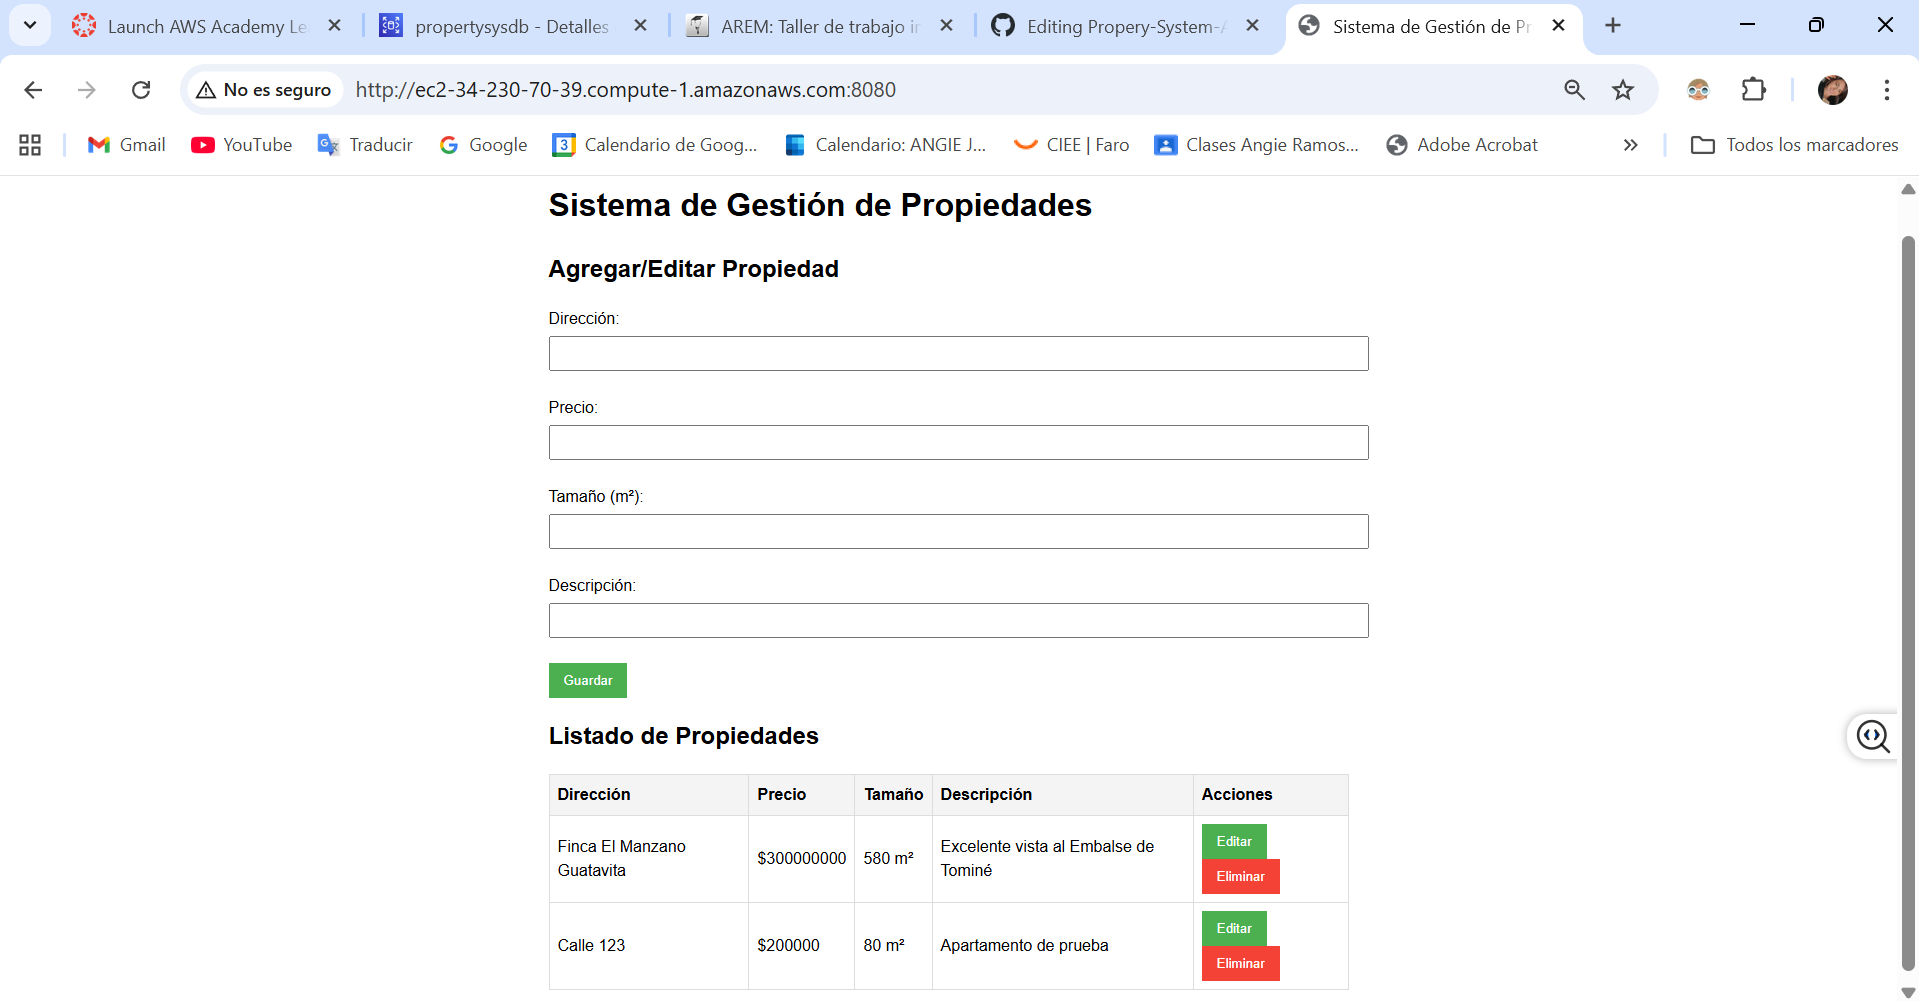 Launch AWS Academy Le
propertysysdb - Detalles
AREM: Taller de trabajo in
Editing Propery-System-A
Sistema de Gestión de Pr
No es seguro
http://ec2-34-230-70-39.compute-1.amazonaws.com:8080
Gmail
YouTube
Traducir
Google
3
Calendario de Goog...
Calendario: ANGIE J...
CIEE | Faro
Clases Angie Ramos...
Adobe Acrobat
Todos los marcadores
Sistema de Gestión de Propiedades
Agregar/Editar Propiedad
Dirección:
Precio:
Tamaño (m²):
Descripción:
Guardar
Listado de Propiedades
Dirección Precio Tamaño Descripción Acciones
Finca El Manzano
Guatavita
$300000000
580 m²
Excelente vista al Embalse de
Tominé
Editar
Eliminar
Calle 123
$200000
80 m²
Apartamento de prueba
Editar
Eliminar